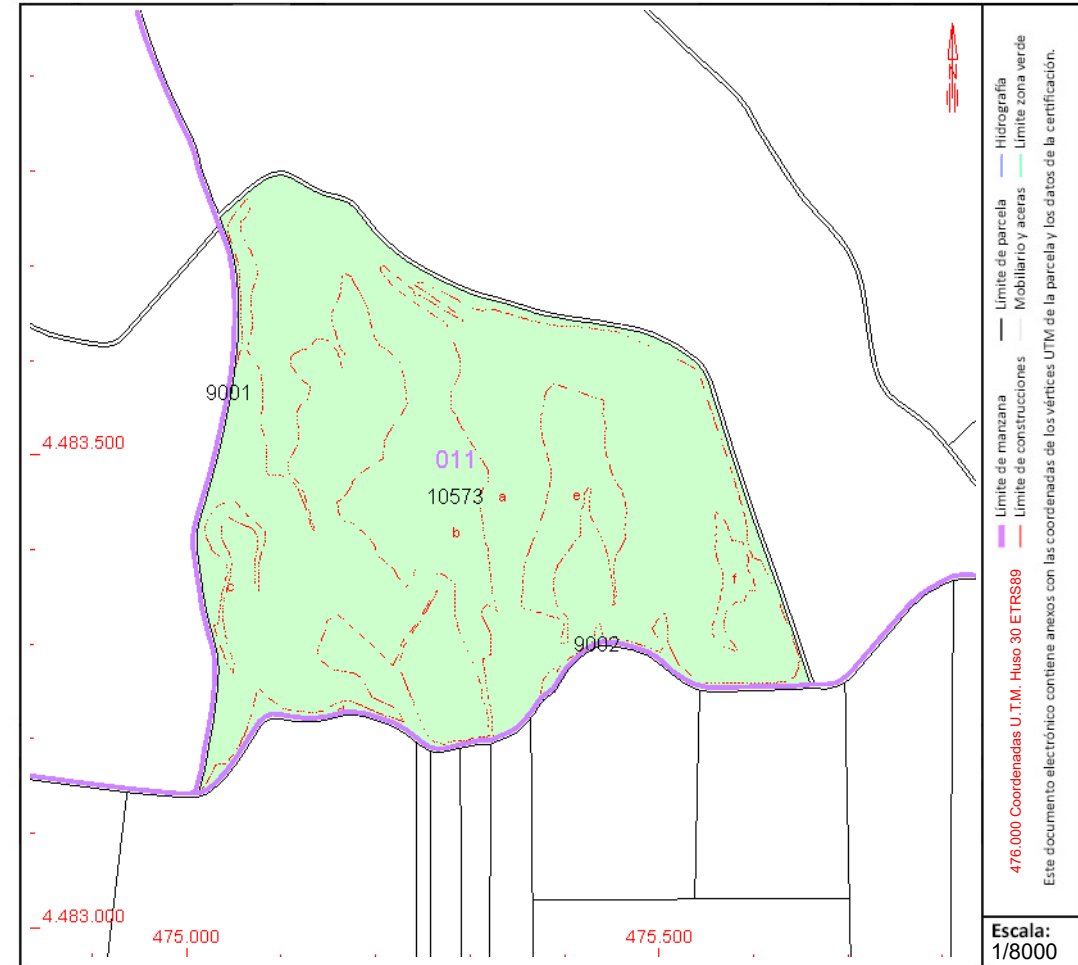 N
9001
4.483.500
011
10573
a
e
b
c
f
9002
4.483.000
475.000
475.500
Límite de manzana
Límite de parcela
Hidrografía
Límite de construcciones
Mobiliario y aceras
Límite zona verde
476.000 Coordenadas U.T.M. Huso 30 ETRS89
Este documento electrónico contiene anexos con las coordenadas de los vértices UTM de la parcela y los datos de la certificación.
Escala:
1/8000